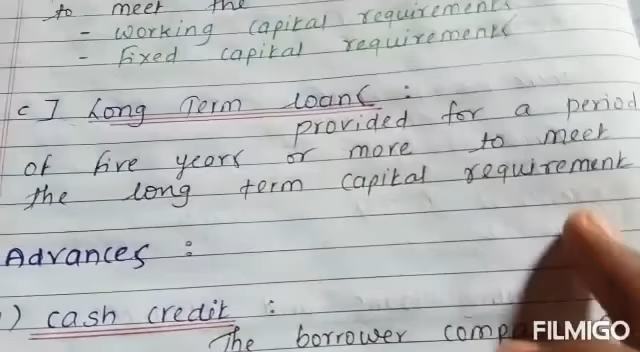 to meet the
- working capital requirements
- Fixed capital requirements
c] Long Term loans :
provided for a period
of five years or more to meet
the long term capital requirement
Advances :
) cash credit :
The borrower
FILMIGO